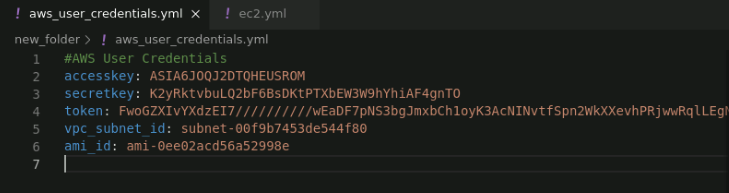 aws_user_credentials.yml
ec2.yml
new_folder > ! aws_user_credentials.yml
1 #AWS User Credentials
2 accesskey: ASIA6JOQJ2DTQHEUSROM
3 secretkey: K2yRktvbuLQ2bF6BsDKtPTXbEW3W9hYhiAF4gnTO
4 token: FwoGZXIvYXdzEI7//////////wEaDF7pNS3bgJmxbCh1oyK3AcNINvtfSpn2WkXXevhPRjwwRqlLEg
5 vpc_subnet_id: subnet-00f9b7453de544f80
6 ami_id: ami-0ee02acd56a52998e
7